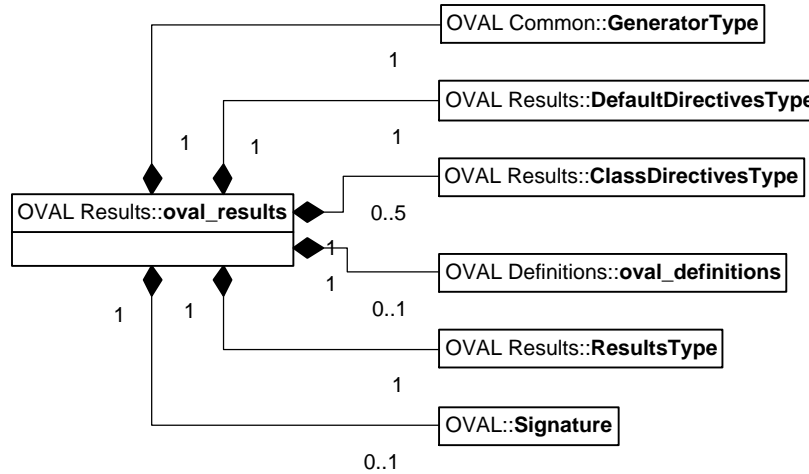 OVAL Common::GeneratorType
1
OVAL Results::DefaultDirectivesType
1
1
1
OVAL Results::ClassDirectivesType
OVAL Results::oval_results
0..5
1
OVAL Definitions::oval_definitions
1
1
1
0..1
OVAL Results::ResultsType
1
OVAL::Signature
0..1